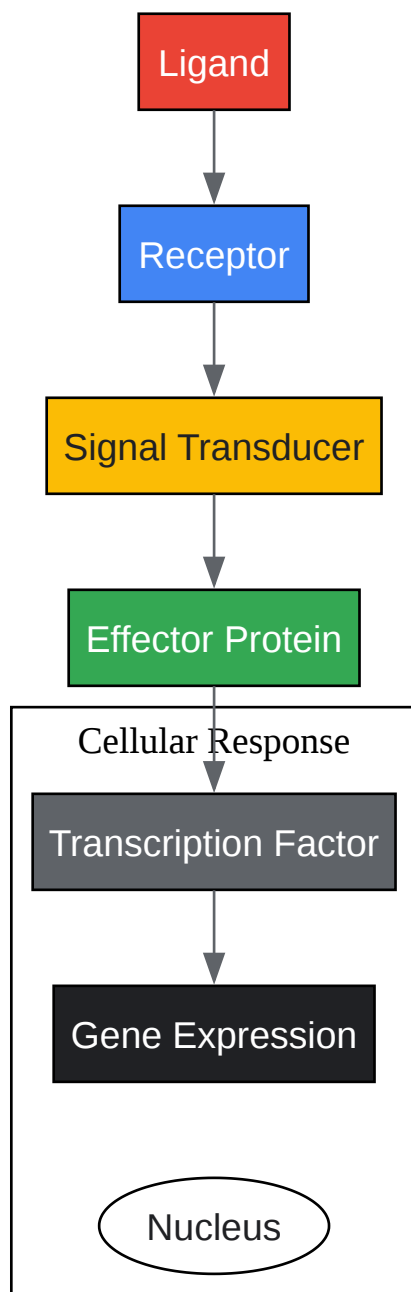 Ligand
Receptor
Signal Transducer
Effector Protein
Cellular Response
Transcription Factor
Gene Expression
Nucleus